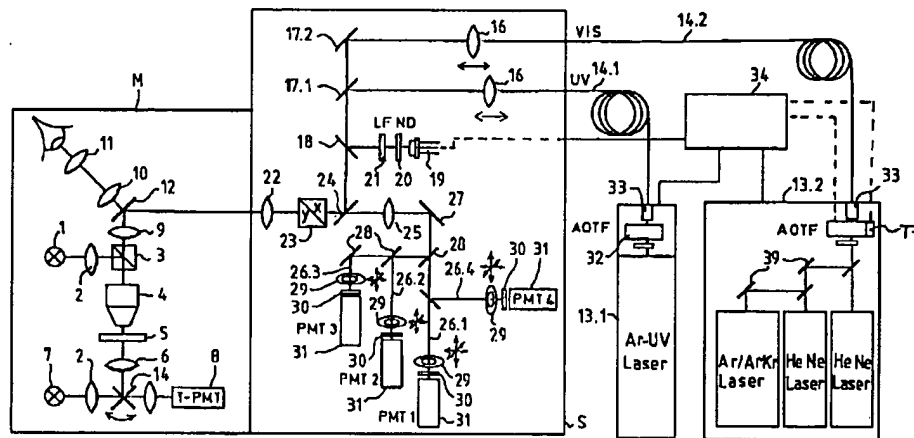 17.2
16
VIS
14.2
M
17.1
16
UV
14.1
34
11
LF ND
18
10
12
22
24
21
20
19
27
33
13.2
33
AOTF
AOTF
T
1
9
23
25
32
2
3
28
28
39
26.3
26.2
26.4
30
31
29
PMT 4
4
30
29
29
5
PMT 3
26.1
13.1
31
30
6
PMT 2
29
Ar-UV
Laser
Ar/ArKr
Laser
He Ne
Laser
He Ne
Laser
7
2
14
8
T-PMT
31
30
PMT 1
31
S